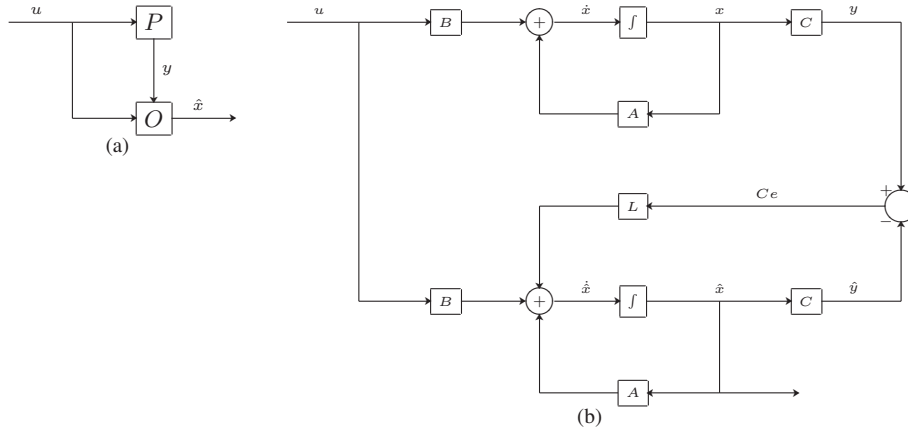 u P
y
O x̂
(a)
u B + ẋ ∫ x C y
A
+
L Ce
−
B + x̂̇ ∫ x̂ C ŷ
A
(b)